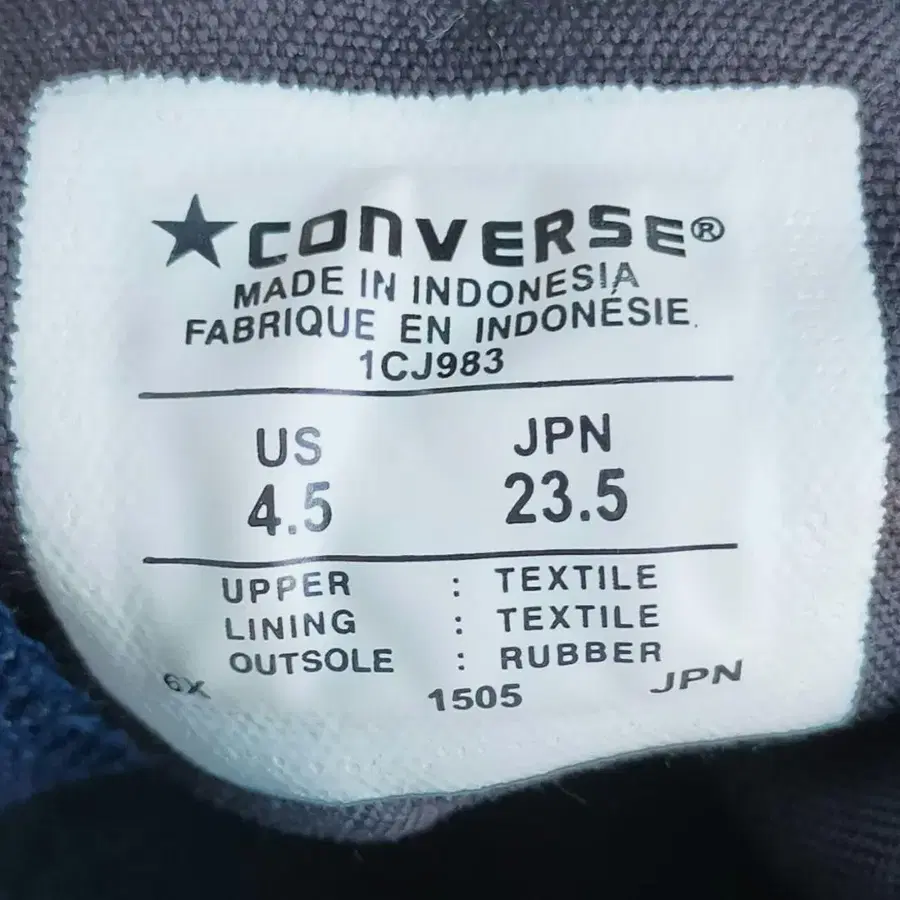 ★CONVERSE®
MADE IN INDONESIA
FABRIQUE EN INDONÉSIE.
1CJ983
US JPN
4.5 23.5
UPPER : TEXTILE
LINING : TEXTILE
OUTSOLE : RUBBER
6X 1505 JPN